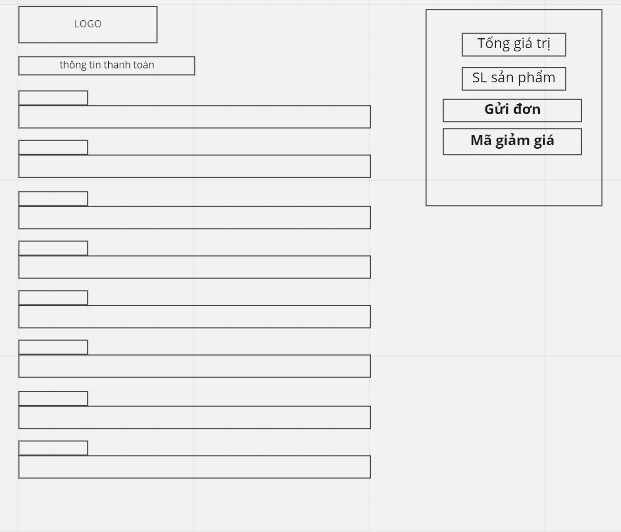 LOGO
thông tin thanh toán
Tổng giá trị
SL sản phẩm
Gửi đơn
Mã giảm giá